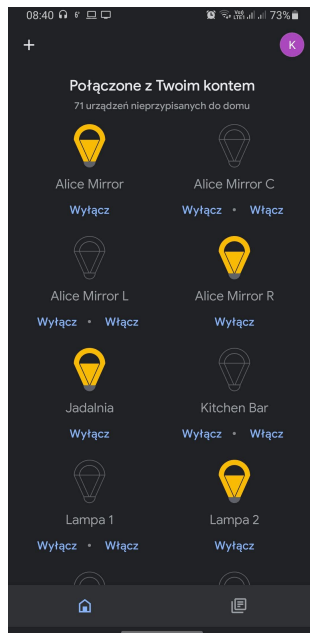 08:40 73%
K
Połączone z Twoim kontem
71 urządzeń nieprzypisanych do domu
Alice Mirror Alice Mirror C
Wyłącz Wyłącz • Włącz
Alice Mirror L Alice Mirror R
Wyłącz • Włącz Wyłącz
Jadalnia Kitchen Bar
Wyłącz Wyłącz • Włącz
Lampa 1 Lampa 2
Wyłącz • Włącz Wyłącz